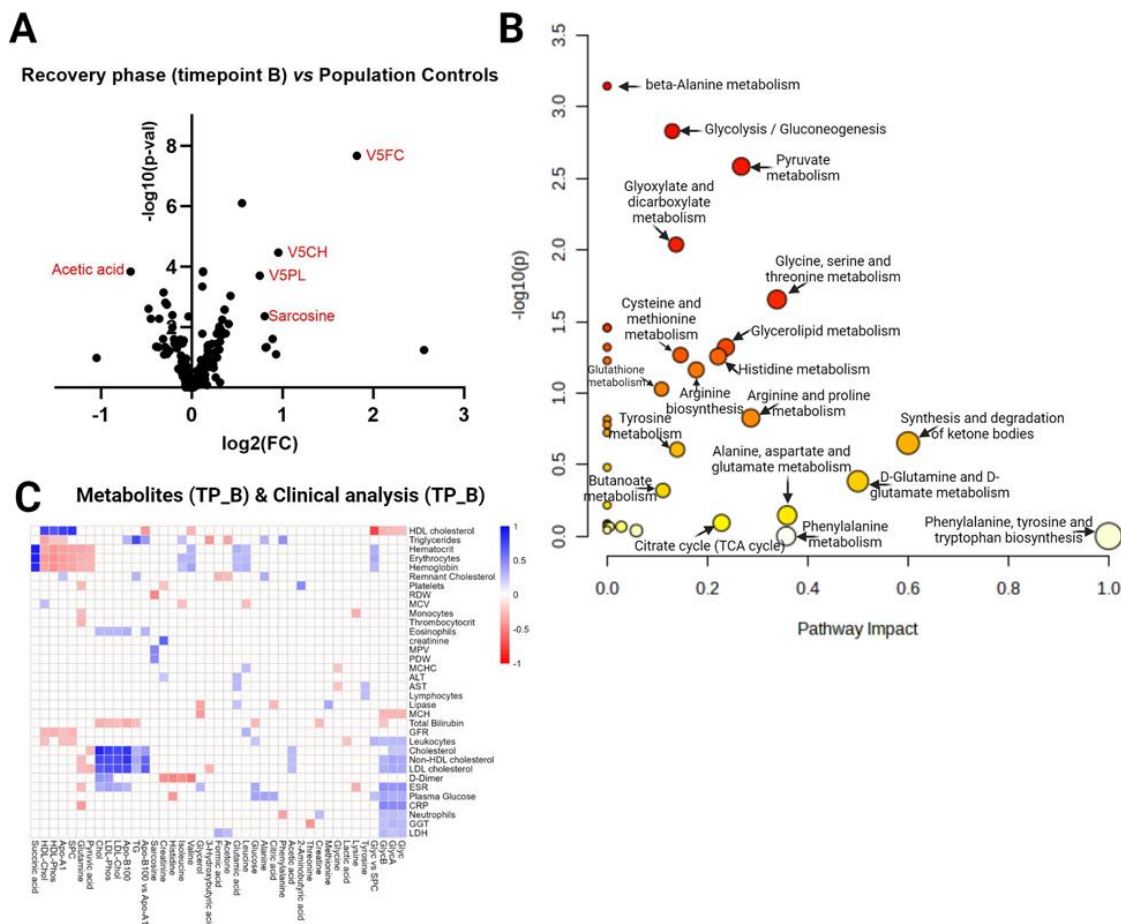 A
Recovery phase (timepoint B) vs Population Controls
-log10(p-val)
8
6
4
2
V5FC
V5CH
V5PL
Acetic acid
Sarcosine
-1
0
1
2
3
log2(FC)
B
3.5
3.0
2.5
2.0
1.5
1.0
0.5
0.0
-log10(p)
beta-Alanine metabolism
Glycolysis / Gluconeogenesis
Pyruvate
metabolism
Glyoxylate and
dicarboxylate
metabolism
Glycine, serine and
threonine metabolism
Cysteine and
methionine
metabolism
Glycerolipid metabolism
Histidine metabolism
Glutathione
metabolism
Arginine
biosynthesis
Arginine and proline
metabolism
Tyrosine
metabolism
Synthesis and degradation
of ketone bodies
Alanine, aspartate and
glutamate metabolism
D-Glutamine and D-
glutamate metabolism
Butanoate
metabolism
Citrate cycle (TCA cycle)
Phenylalanine
metabolism
Phenylalanine, tyrosine and
tryptophan biosynthesis
0.0
0.2
0.4
0.6
0.8
1.0
Pathway Impact
C
Metabolites (TP_B) & Clinical analysis (TP_B)
HDL cholesterol
Triglycerides
Hematocrit
Erythrocytes
Hemoglobin
Remnant Cholesterol
Platelets
RDW
MCV
Monocytes
Thrombocytocrit
Eosinophils
creatinine
MPV
PDW
MCHC
ALT
AST
Lymphocytes
Lipase
MCH
Total Bilirubin
GFR
Leukocytes
Cholesterol
Non-HDL cholesterol
LDL cholesterol
D-Dimer
ESR
Plasma Glucose
CRP
Neutrophils
GGT
LDH
1
0.5
0
-0.5
-1
Succinic acid
HDL-Chol
HDL-Phos
Apo-A1
SPC
Glutamine
Pyruvic acid
Chol
LDL-Phos
LDL-Chol
Apo-B100
TG
Apo-B100 vs Apo-A1
Sarcosine
Creatinine
Histidine
Isoleucine
Valine
Glycerol
3-Hydroxybutyric acid
Formic acid
Acetone
Glutamic acid
Leucine
Glucose
Alanine
Citric acid
Phenylalanine
Acetic acid
2-Aminobutyric acid
Threonine
Creatine
Methionine
Glycine
Lactic acid
Lysine
Tyrosine
Glyc vs SPC
GlycB
GlycA
Glyc